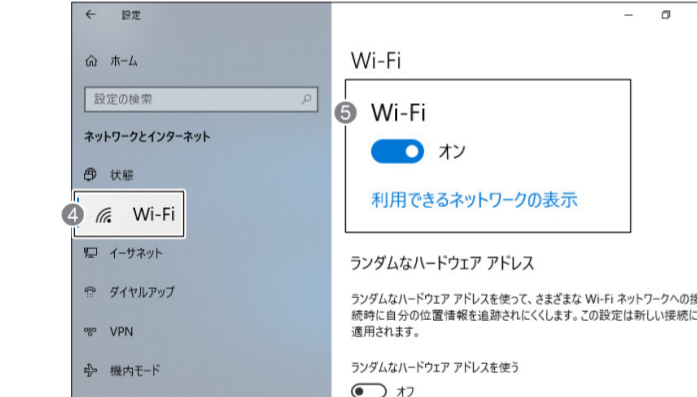 設定
ホーム
設定の検索
ネットワークとインターネット
状態
4 Wi-Fi
イーサネット
ダイヤルアップ
VPN
機内モード
Wi-Fi
5 Wi-Fi
オン
利用できるネットワークの表示
ランダムなハードウェア アドレス
ランダムなハードウェア アドレスを使って、さまざまな Wi-Fi ネットワークへの接
続時に自分の位置情報を追跡されにくくします。この設定は新しい接続に
適用されます。
ランダムなハードウェア アドレスを使う
オフ